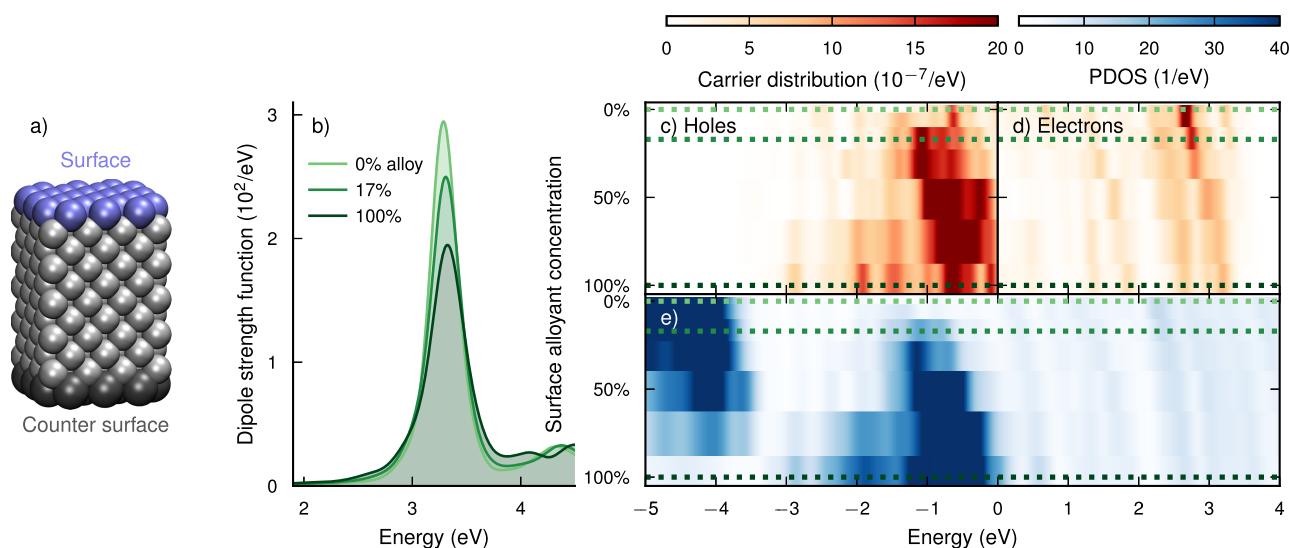 0 5 10 15 20
Carrier distribution (10⁻⁷/eV)
0 10 20 30 40
PDOS (1/eV)
a)
Surface
Counter surface
b)
0% alloy
17%
100%
3
2
1
0
Dipole strength function (10²/eV)
2 3 4
Energy (eV)
Surface alloyant concentration
0%
50%
100%
c) Holes
d) Electrons
0%
50%
100%
e)
−5 −4 −3 −2 −1 0 1 2 3 4
Energy (eV)